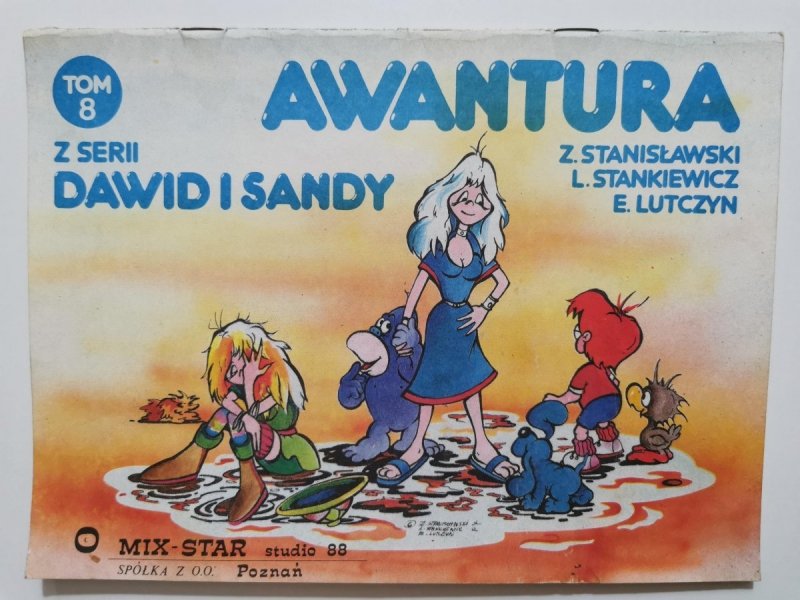 TOM
8
AWANTURA
Z SERII
DAWID I SANDY
Z. STANISŁAWSKI
L. STANKIEWICZ
E. LUTCZYN
MIX-STAR studio 88
SPÓŁKA Z O.O. Poznań